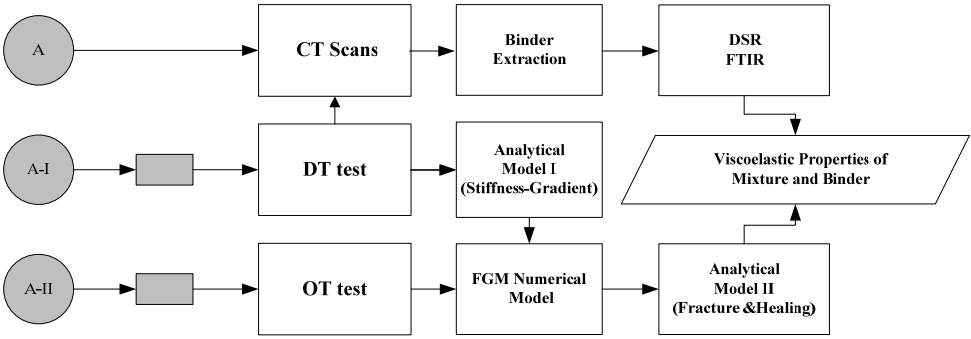 A
CT Scans
Binder
Extraction
DSR
FTIR
A-I
DT test
Analytical
Model I
(Stiffness-Gradient)
Viscoelastic Properties of
Mixture and Binder
A-II
OT test
FGM Numerical
Model
Analytical
Model II
(Fracture &Healing)